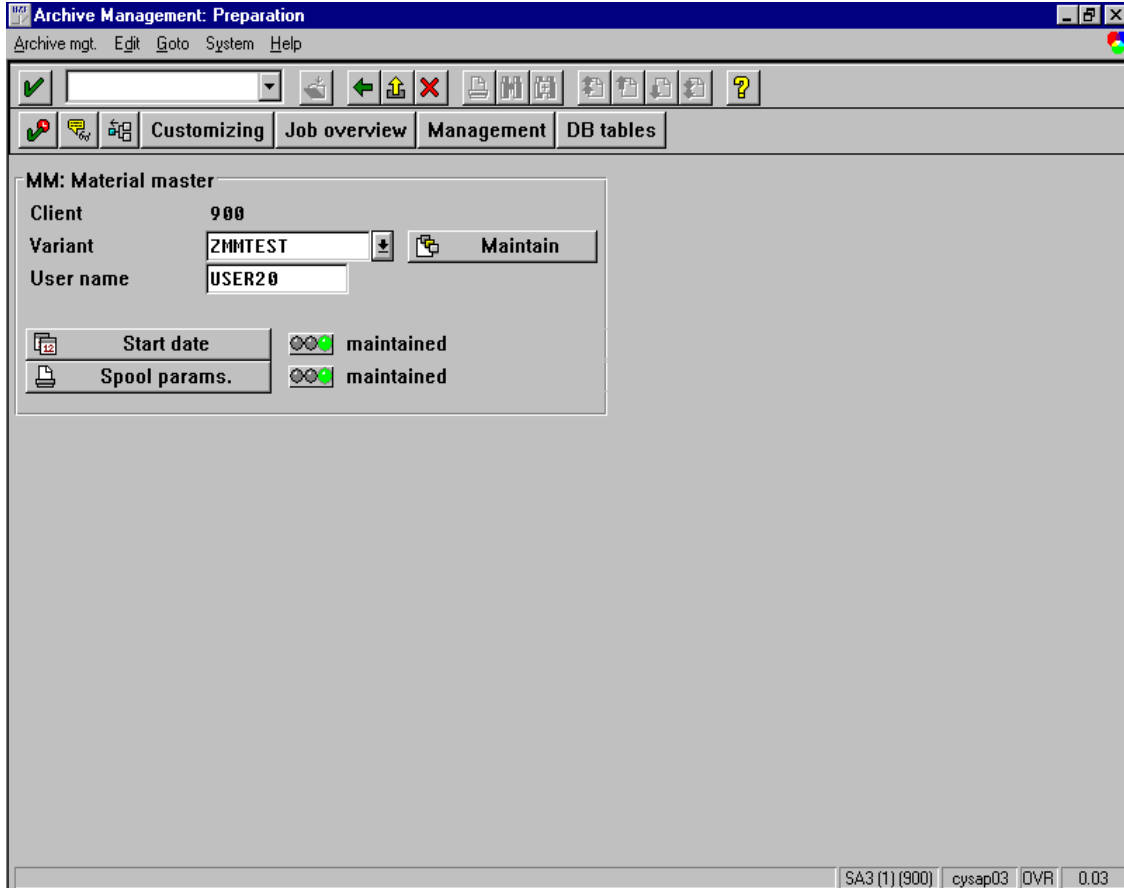 Archive Management: Preparation
Archive mgt. Edit Goto System Help
Customizing Job overview Management DB tables
MM: Material master
Client 900
Variant ZMMTEST Maintain
User name USER20
12 Start date maintained
Spool params. maintained
SA3 (1) (900) cysap03 OVR 0.03